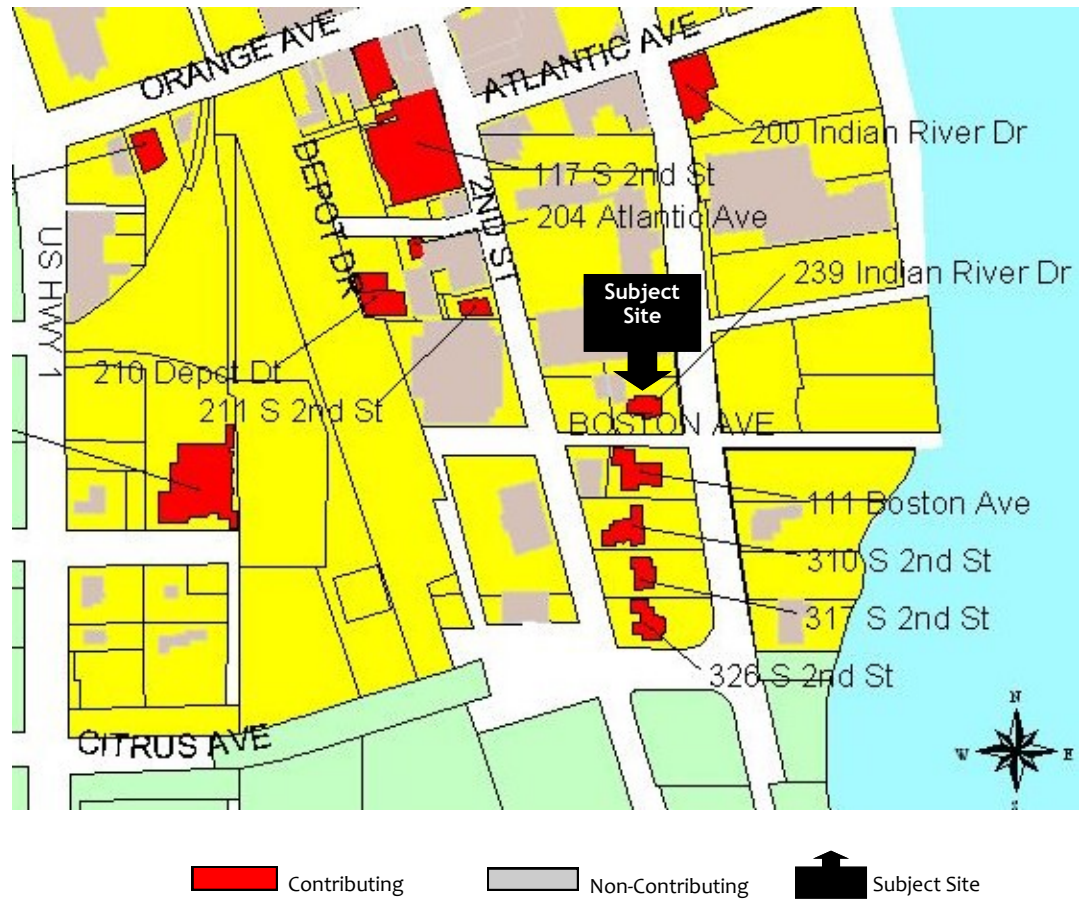 ORANGE AVE
ATLANTIC AVE
200 Indian River Dr
DEPOT DR
117 S 2nd St
2ND ST
204 Atlantic Ave
US HWY 1
239 Indian River Dr
Subject
Site
210 Depot Dt
211 S 2nd St
BOSTON AVE
111 Boston Ave
310 S 2nd St
317 S 2nd St
326 S 2nd St
CITRUS AVE
N
W
E
S
Contributing
Non-Contributing
Subject Site